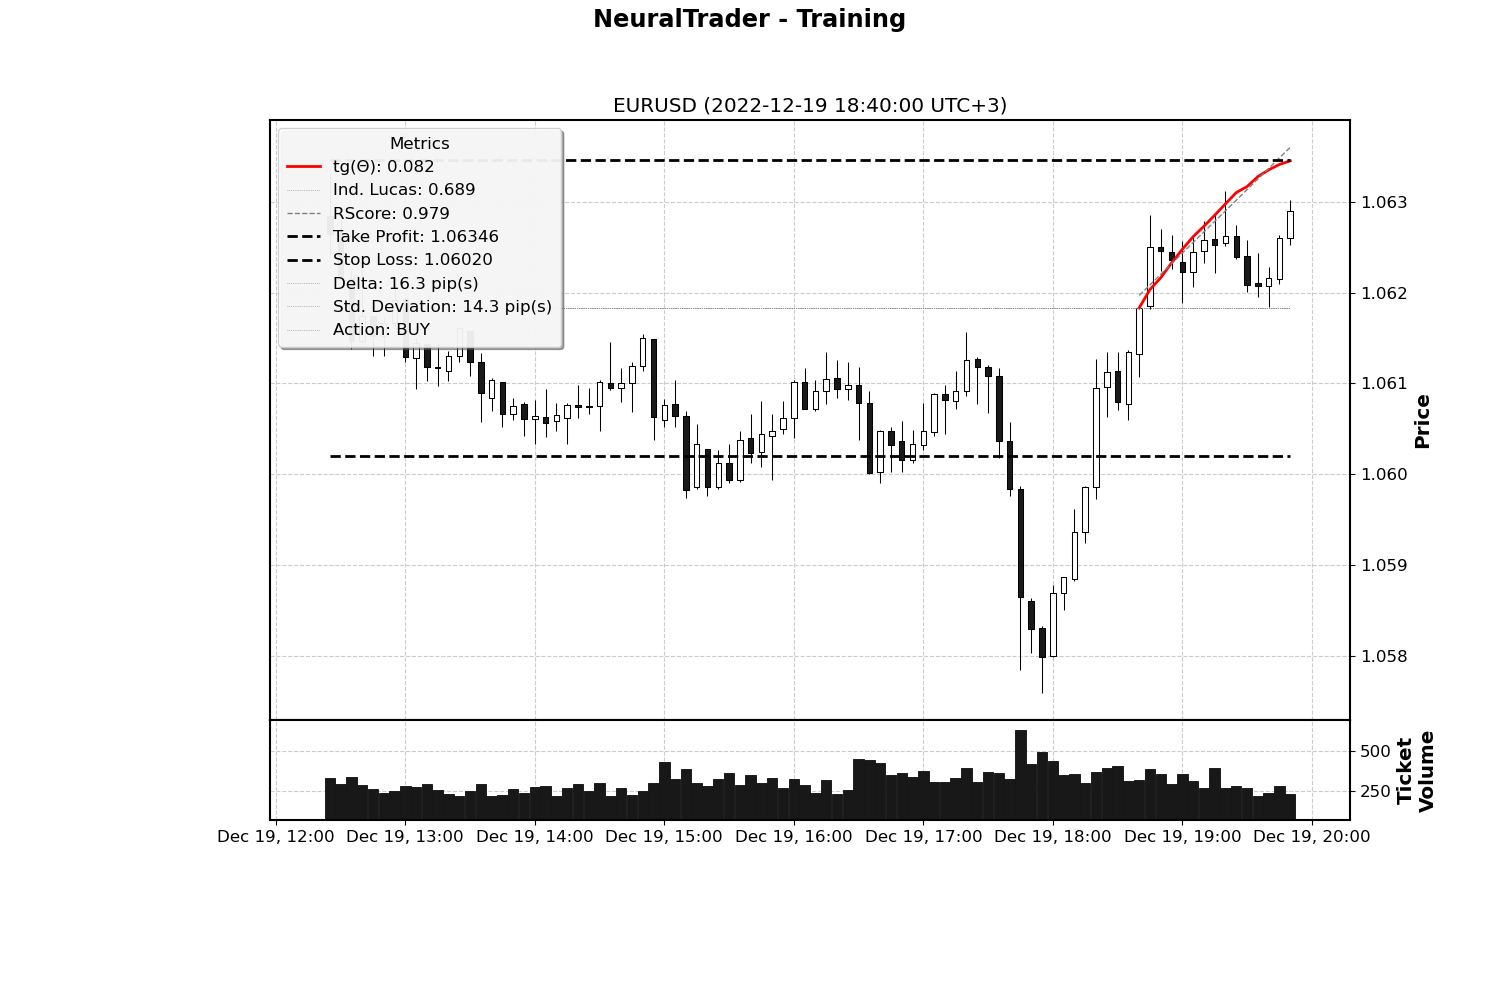 NeuralTrader - Training
EURUSD (2022-12-19 18:40:00 UTC+3)
Metrics
tg(Θ): 0.082
Ind. Lucas: 0.689
RScore: 0.979
Take Profit: 1.06346
Stop Loss: 1.06020
Delta: 16.3 pip(s)
Std. Deviation: 14.3 pip(s)
Action: BUY
1.063
1.062
1.061
1.060
1.059
1.058
Price
500
250
Ticket
Volume
Dec 19, 12:00 Dec 19, 13:00 Dec 19, 14:00 Dec 19, 15:00 Dec 19, 16:00 Dec 19, 17:00 Dec 19, 18:00 Dec 19, 19:00 Dec 19, 20:00